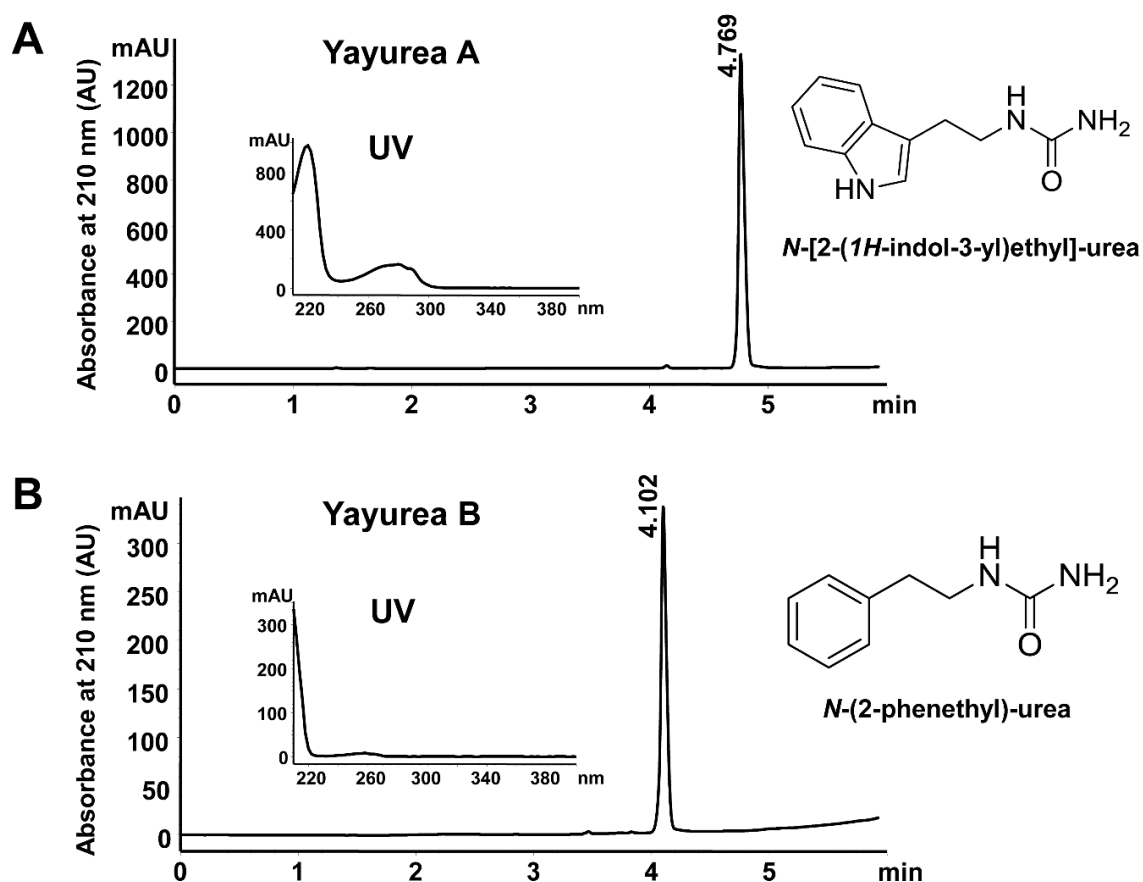 A
mAU
Yayurea A
4.769
Absorbance at 210 nm (AU)
1200
1000
800
600
400
200
0
0 1 2 3 4 5 min
UV
mAU
800
400
0
220 260 300 340 380 nm
H
N
NH2
O
HN
N-[2-(1H-indol-3-yl)ethyl]-urea
B
mAU
Yayurea B
4.102
Absorbance at 210 nm (AU)
300
250
200
150
100
50
0
0 1 2 3 4 5 min
UV
mAU
300
200
100
0
220 260 300 340 380 nm
H
N
NH2
O
N-(2-phenethyl)-urea